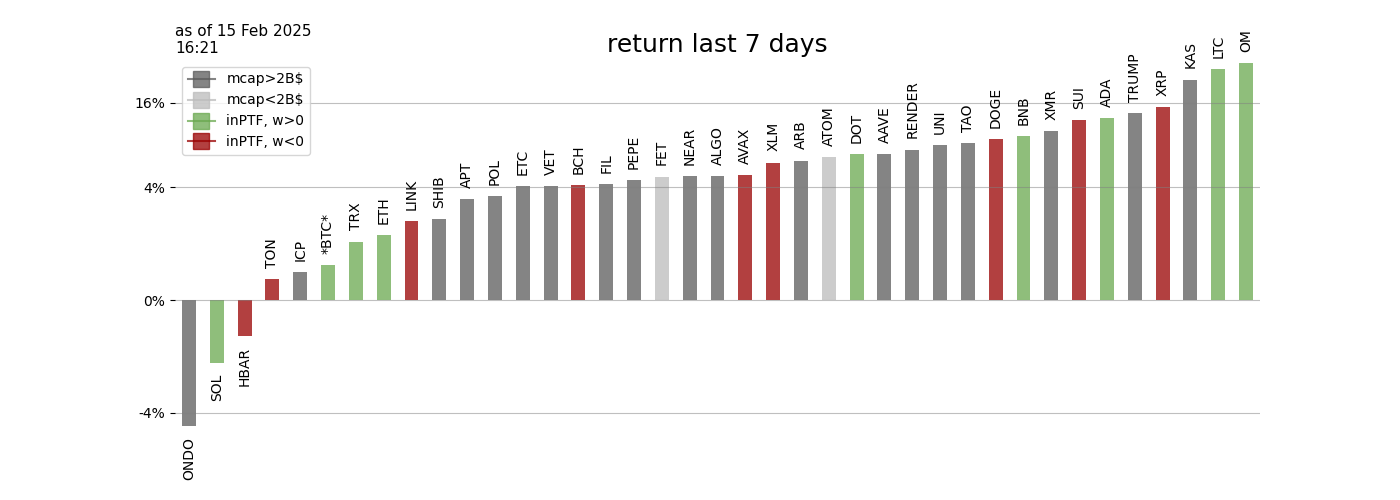 as of 15 Feb 2025
16:21
return last 7 days
mcap>2B$
mcap<2B$
inPTF, w>0
inPTF, w<0
16%
4%
0%
-4%
ONDO
SOL
HBAR
TON
ICP
*BTC*
TRX
ETH
LINK
SHIB
APT
POL
ETC
VET
BCH
FIL
PEPE
FET
NEAR
ALGO
AVAX
XLM
ARB
ATOM
DOT
AAVE
RENDER
UNI
TAO
DOGE
BNB
XMR
SUI
ADA
TRUMP
XRP
KAS
LTC
OM